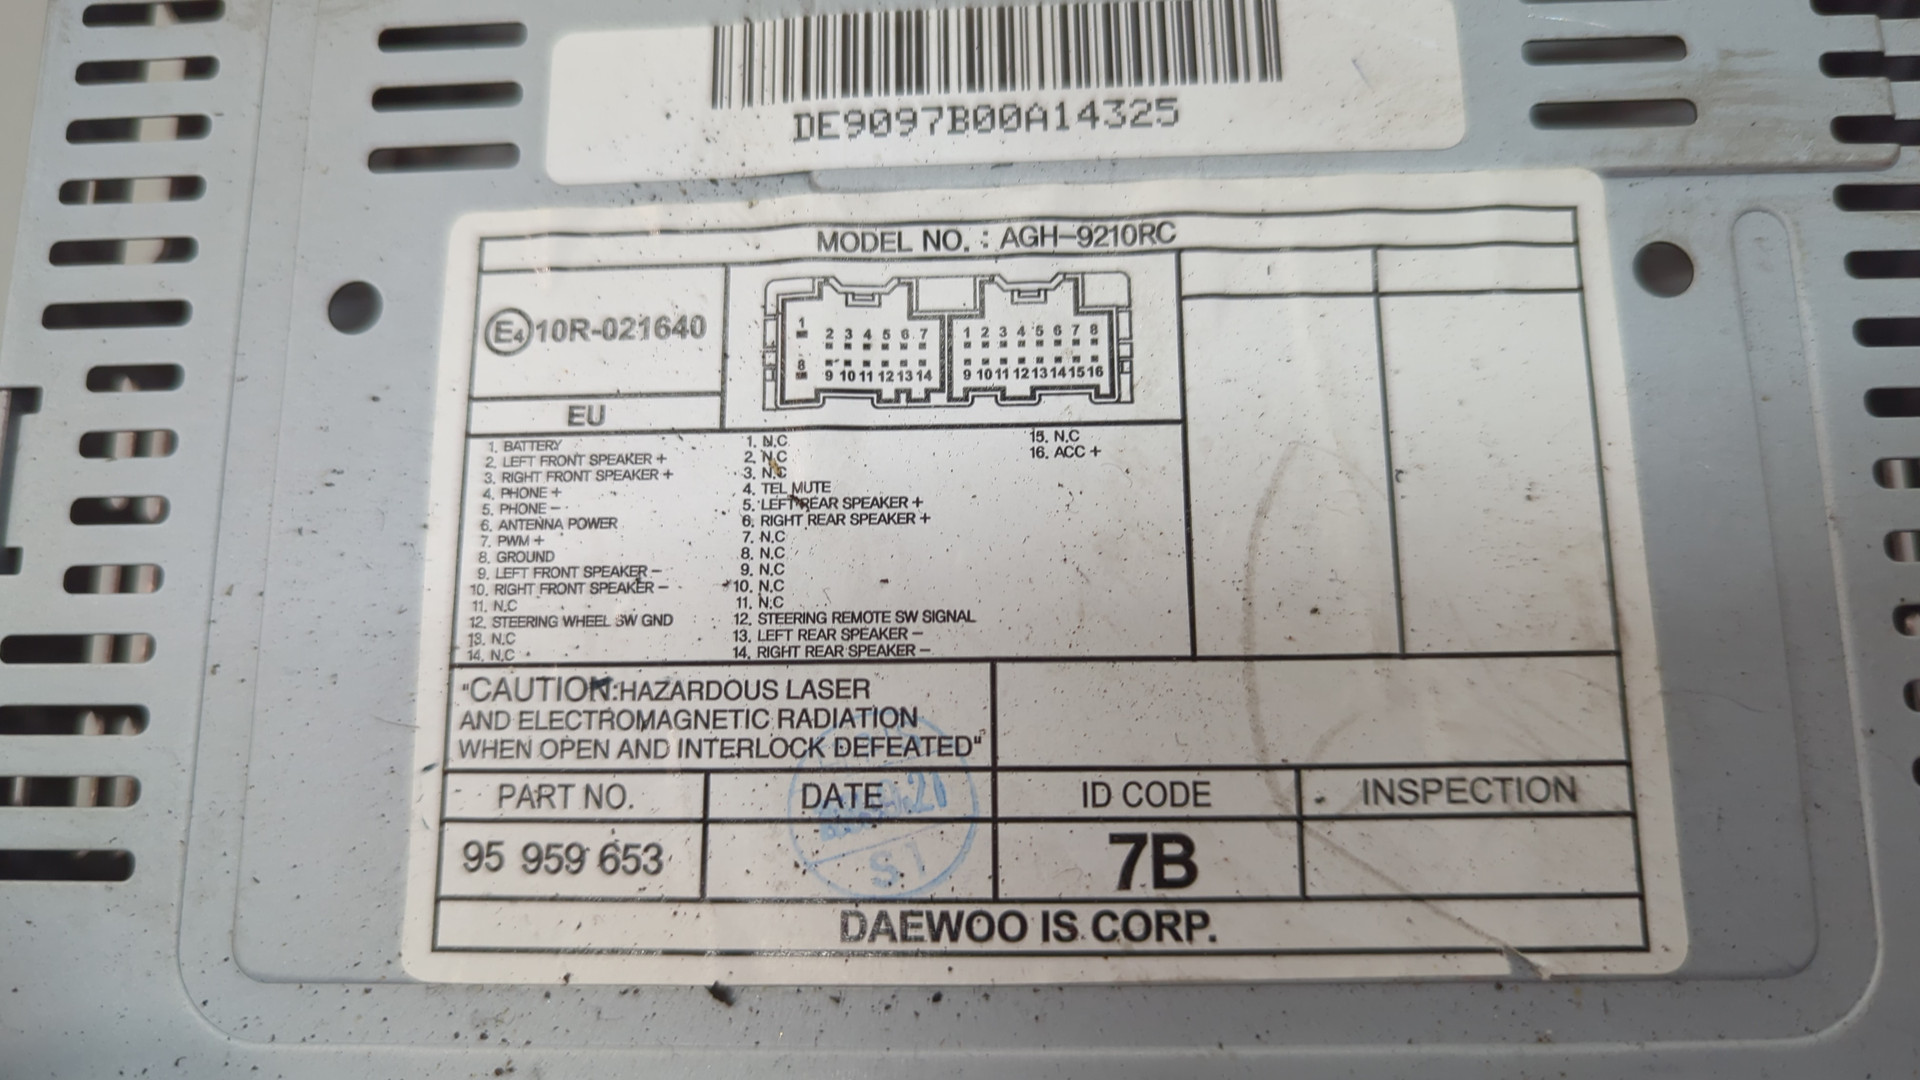 DE9097B00A14325
MODEL NO. : AGH-9210RC
E4 10R-021640
EU
1 2 3 4 5 6 7
8 9 10 11 12 13 14
1 2 3 4 5 6 7 8
9 10 11 12 13 14 15 16
1. BATTERY
2. LEFT FRONT SPEAKER +
3. RIGHT FRONT SPEAKER +
4. PHONE +
5. PHONE -
6. ANTENNA POWER
7. PWM +
8. GROUND
9. LEFT FRONT SPEAKER -
10. RIGHT FRONT SPEAKER -
11. N.C
12. STEERING WHEEL SW GND
13. N.C
14. N.C
1. N.C
2. N.C
3. N.C
4. TEL MUTE
5. LEFT REAR SPEAKER +
6. RIGHT REAR SPEAKER +
7. N.C
8. N.C
9. N.C
10. N.C
11. N.C
12. STEERING REMOTE SW SIGNAL
13. LEFT REAR SPEAKER -
14. RIGHT REAR SPEAKER -
15. N.C
16. ACC +
"CAUTION:HAZARDOUS LASER
AND ELECTROMAGNETIC RADIATION
WHEN OPEN AND INTERLOCK DEFEATED"
PART NO. DATE ID CODE INSPECTION
95 959 653 7B
DAEWOO IS CORP.